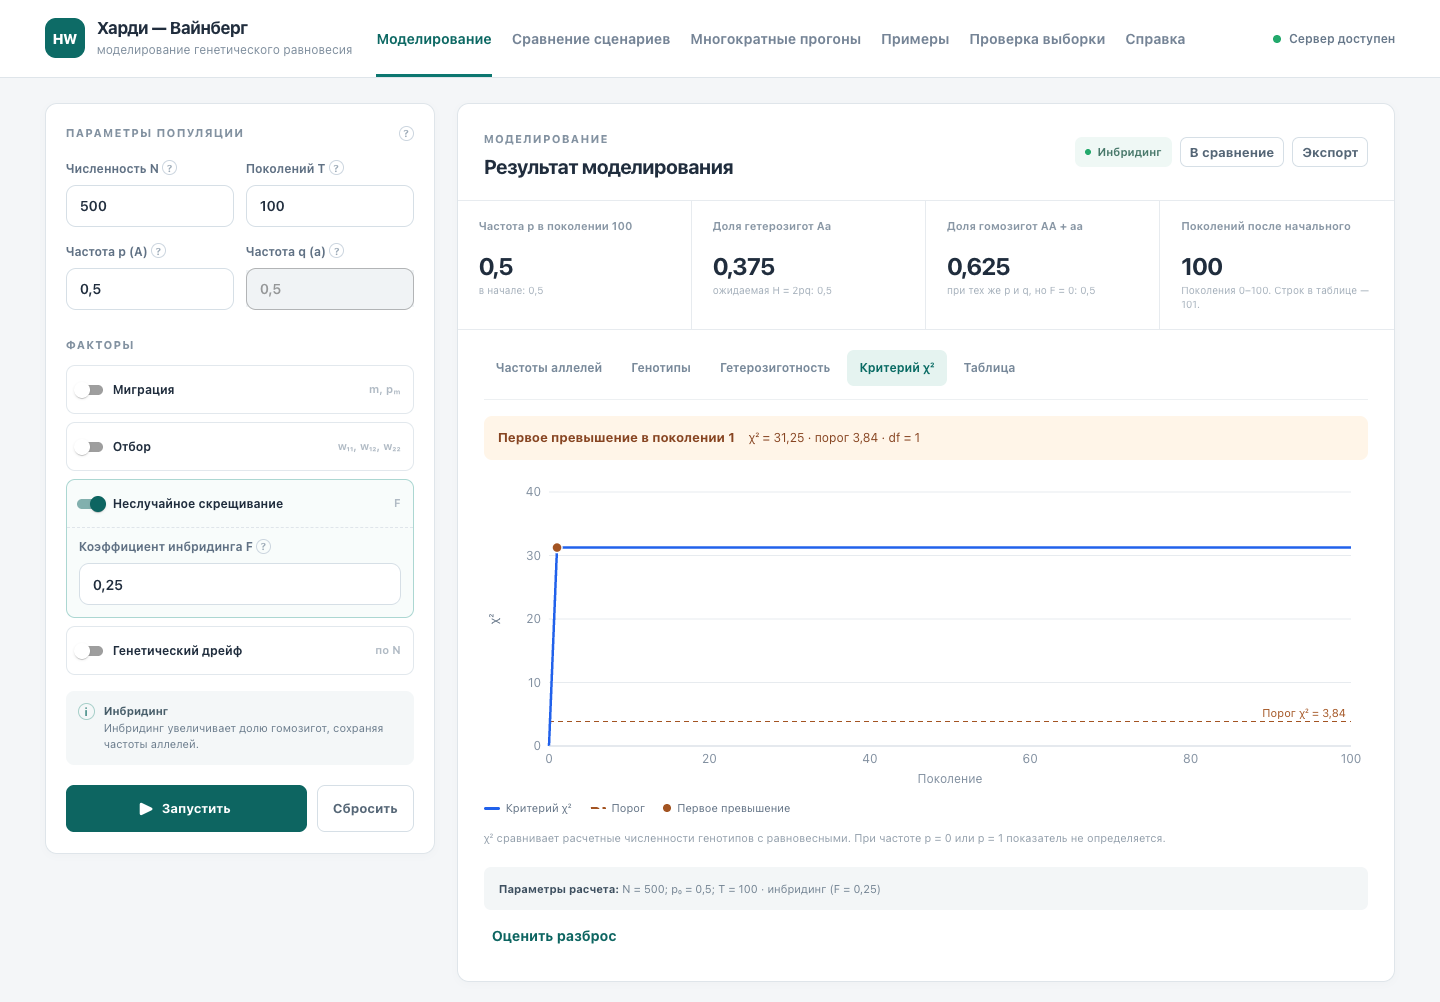 HW
Харди — Вайнберг
моделирование генетического равновесия
Моделирование
Сравнение сценариев
Многократные прогоны
Примеры
Проверка выборки
Справка
Сервер доступен
ПАРАМЕТРЫ ПОПУЛЯЦИИ
?
Численность N ?
Поколений T ?
500
100
Частота p (A) ?
Частота q (a) ?
0,5
0,5
ФАКТОРЫ
Миграция
m, pₘ
Отбор
w₁₁, w₁₂, w₂₂
Неслучайное скрещивание
F
Коэффициент инбридинга F ?
0,25
Генетический дрейф
по N
i
Инбридинг
Инбридинг увеличивает долю гомозигот, сохраняя
частоты аллелей.
Запустить
Сбросить
МОДЕЛИРОВАНИЕ
Результат моделирования
Инбридинг
В сравнение
Экспорт
Частота p в поколении 100
0,5
в начале: 0,5
Доля гетерозигот Aa
0,375
ожидаемая H = 2pq: 0,5
Доля гомозигот AA + aa
0,625
при тех же p и q, но F = 0: 0,5
Поколений после начального
100
Поколения 0–100. Строк в таблице —
101.
Частоты аллелей
Генотипы
Гетерозиготность
Критерий χ²
Таблица
Первое превышение в поколении 1
χ² = 31,25 · порог 3,84 · df = 1
40
30
20
10
0
χ²
Порог χ² = 3,84
0
20
40
60
80
100
Поколение
Критерий χ²
Порог
Первое превышение
χ² сравнивает расчетные численности генотипов с равновесными. При частоте p = 0 или p = 1 показатель не определяется.
Параметры расчета: N = 500; p₀ = 0,5; T = 100 · инбридинг (F = 0,25)
Оценить разброс